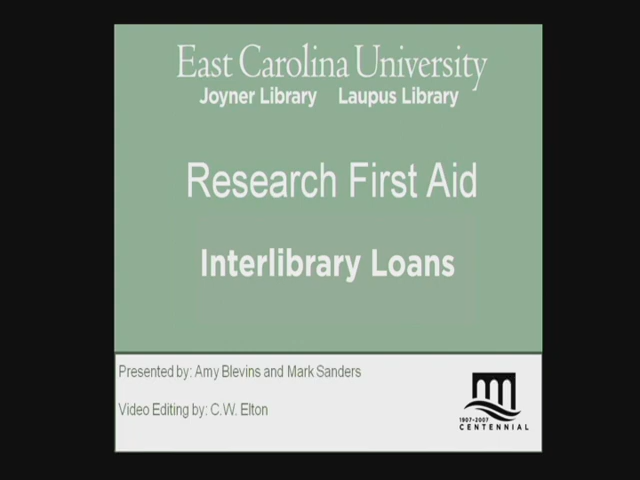 East Carolina University
Joyner Library Laupus Library
Research First Aid
Interlibrary Loans
Presented by: Amy Blevins and Mark Sanders
Video Editing by: C.W. Elton
1907-2007
CENTENNIAL